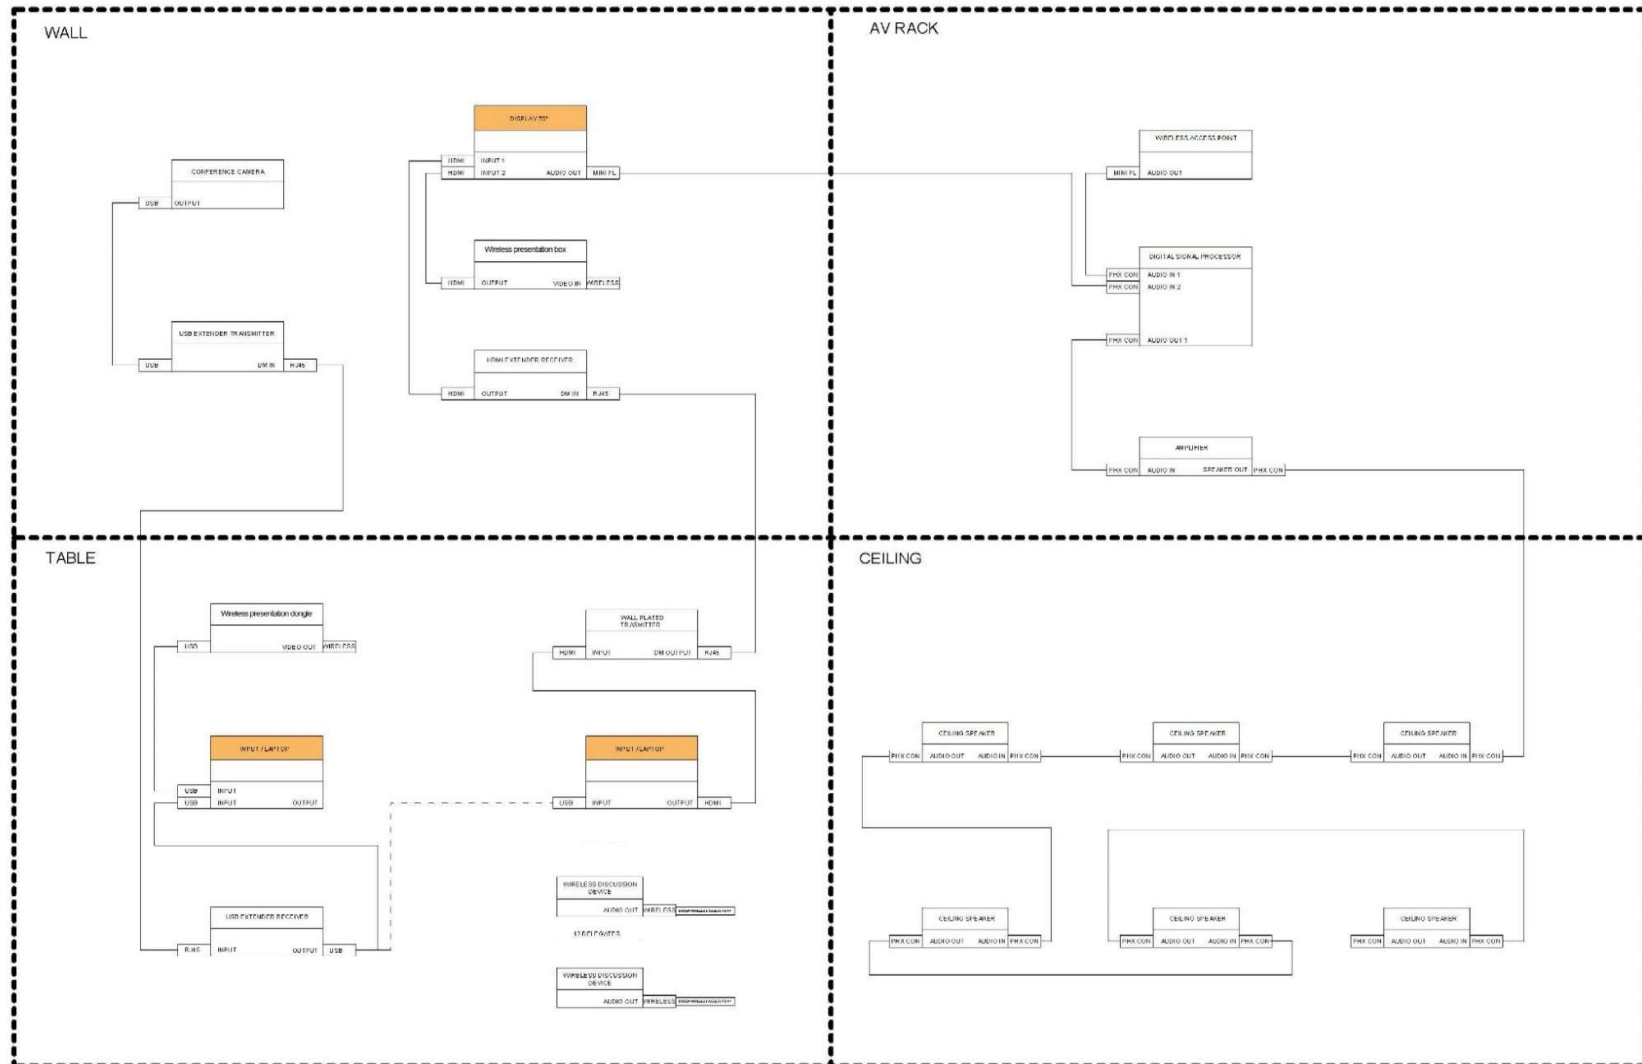 WALL
CONFERENCE CAMERA
USB OUTPUT
USB EXTENDER TRANSMITTER
USB DM IN RJ45
DISPLAY 75"
HDMI INPUT 1
HDMI INPUT 2 AUDIO OUT MINI PL
Wireless presentation box
HDMI OUTPUT VIDEO IN WIRELESS
HDMI EXTENDER RECEIVER
HDMI OUTPUT DM IN RJ45
AV RACK
WIRELESS ACCESS POINT
MINI PL AUDIO OUT
DIGITAL SIGNAL PROCESSOR
PHX CON AUDIO IN 1
PHX CON AUDIO IN 2
PHX CON AUDIO OUT 1
AMPLIFIER
PHX CON AUDIO IN SPEAKER OUT PHX CON
TABLE
Wireless presentation dongle
USB VIDEO OUT WIRELESS
INPUT / LAPTOP
USB INPUT
USB INPUT OUTPUT
USB EXTENDER RECEIVER
RJ45 INPUT OUTPUT USB
WALL PLATED
TRASMITTER
HDMI INPUT DM OUTPUT RJ45
INPUT / LAPTOP
USB INPUT OUTPUT HDMI
WIRELESS DISCUSSION
DEVICE
AUDIO OUT WIRELESS
12 DELEGATES
WIRELESS DISCUSSION
DEVICE
AUDIO OUT WIRELESS
CEILING
CEILING SPEAKER
PHX CON AUDIO OUT AUDIO IN PHX CON
CEILING SPEAKER
PHX CON AUDIO OUT AUDIO IN PHX CON
CEILING SPEAKER
PHX CON AUDIO OUT AUDIO IN PHX CON
CEILING SPEAKER
PHX CON AUDIO OUT AUDIO IN PHX CON
CEILING SPEAKER
PHX CON AUDIO OUT AUDIO IN PHX CON
CEILING SPEAKER
PHX CON AUDIO OUT AUDIO IN PHX CON